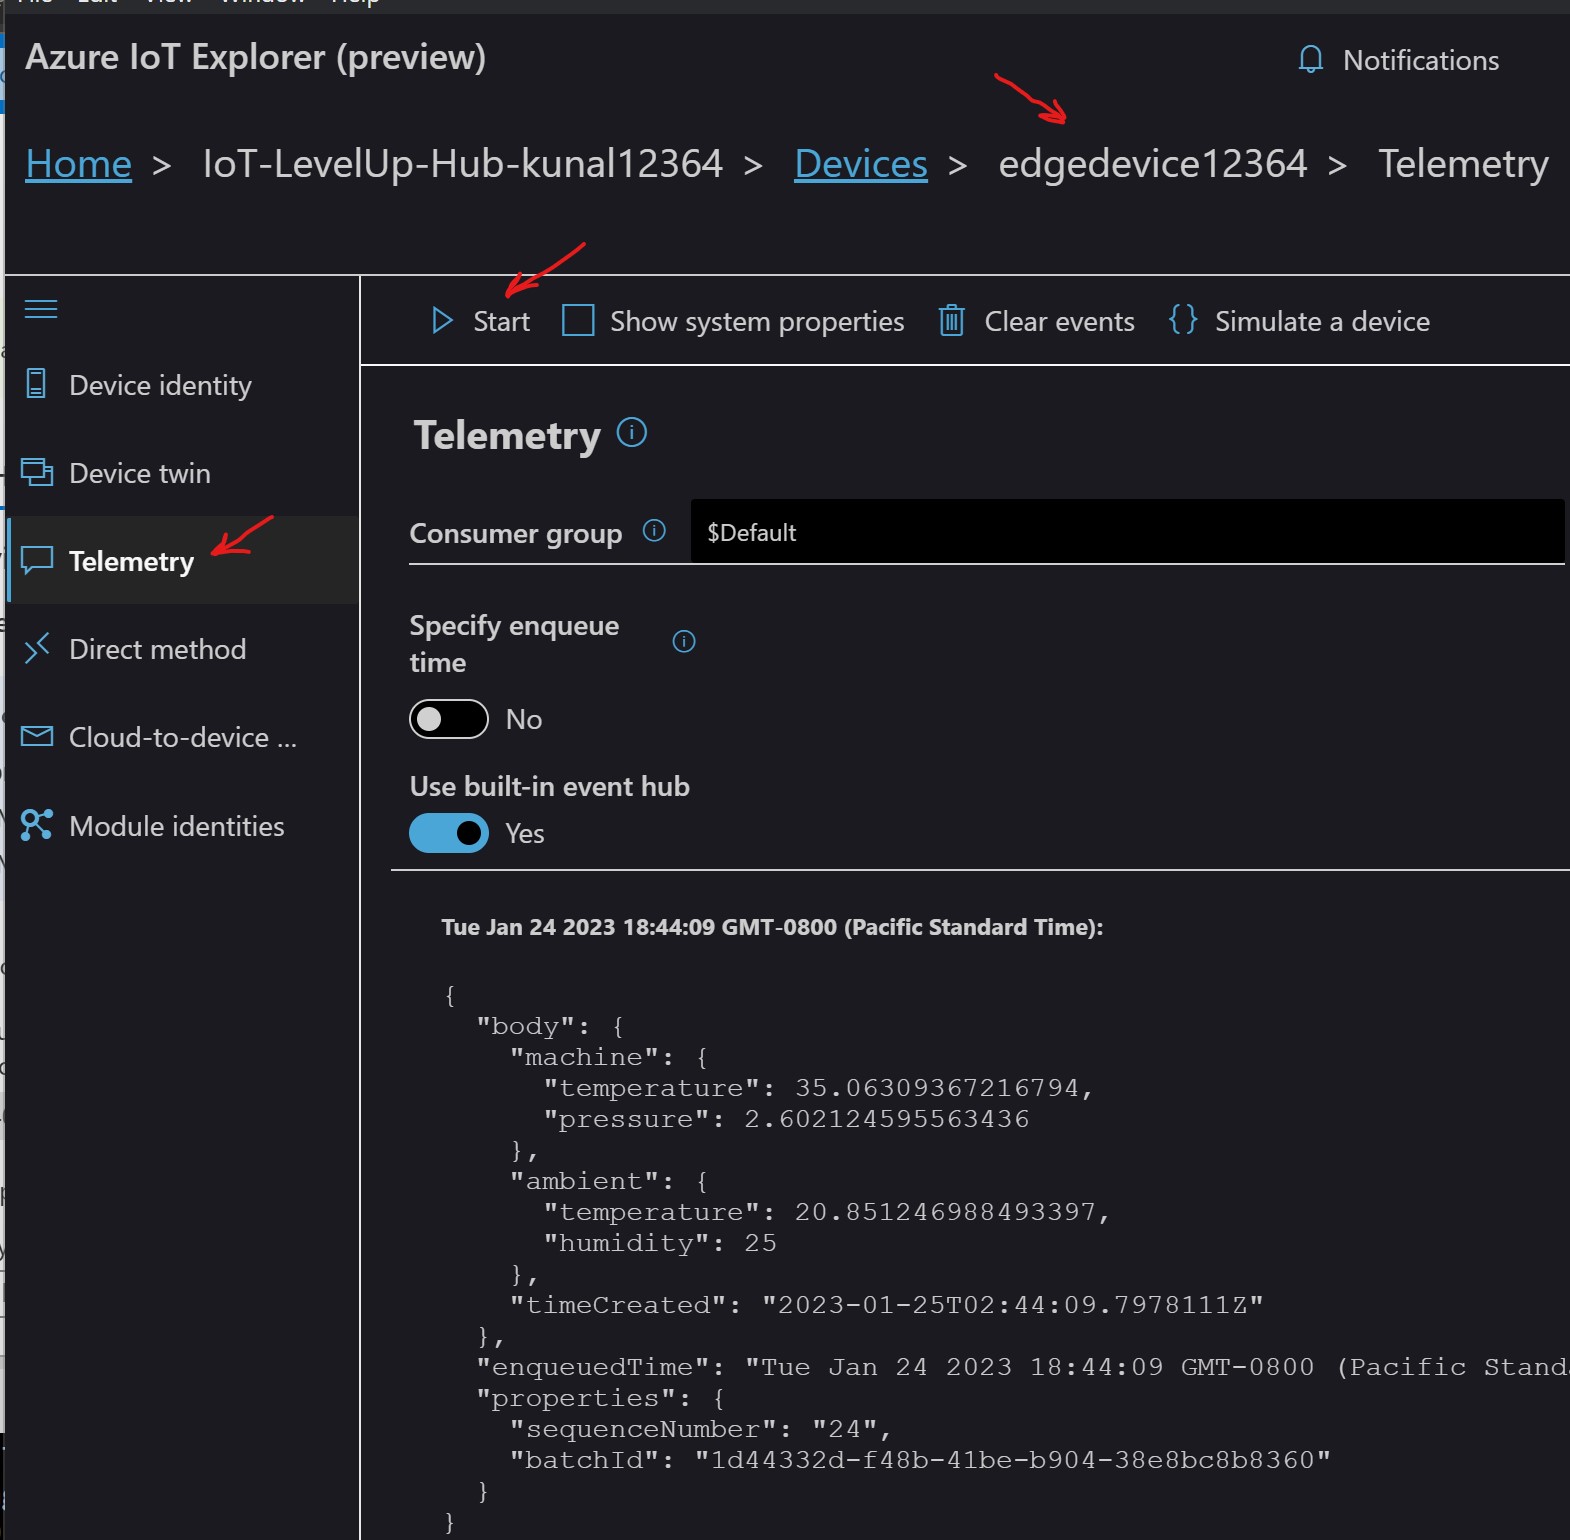 Azure IoT Explorer (preview)
Notifications
Home > IoT-LevelUp-Hub-kunal12364 > Devices > edgedevice12364 > Telemetry
Start
Show system properties
Clear events
{} Simulate a device
Device identity
Device twin
Telemetry
Direct method
Cloud-to-device ...
Module identities
Telemetry
Consumer group
$Default
Specify enqueue
time
No
Use built-in event hub
Yes
Tue Jan 24 2023 18:44:09 GMT-0800 (Pacific Standard Time):
{
"body": {
"machine": {
"temperature": 35.06309367216794,
"pressure": 2.602124595563436
},
"ambient": {
"temperature": 20.851246988493397,
"humidity": 25
},
"timeCreated": "2023-01-25T02:44:09.7978111Z"
},
"enqueuedTime": "Tue Jan 24 2023 18:44:09 GMT-0800 (Pacific Stand
"properties": {
"sequenceNumber": "24",
"batchId": "1d44332d-f48b-41be-b904-38e8bc8b8360"
}
}